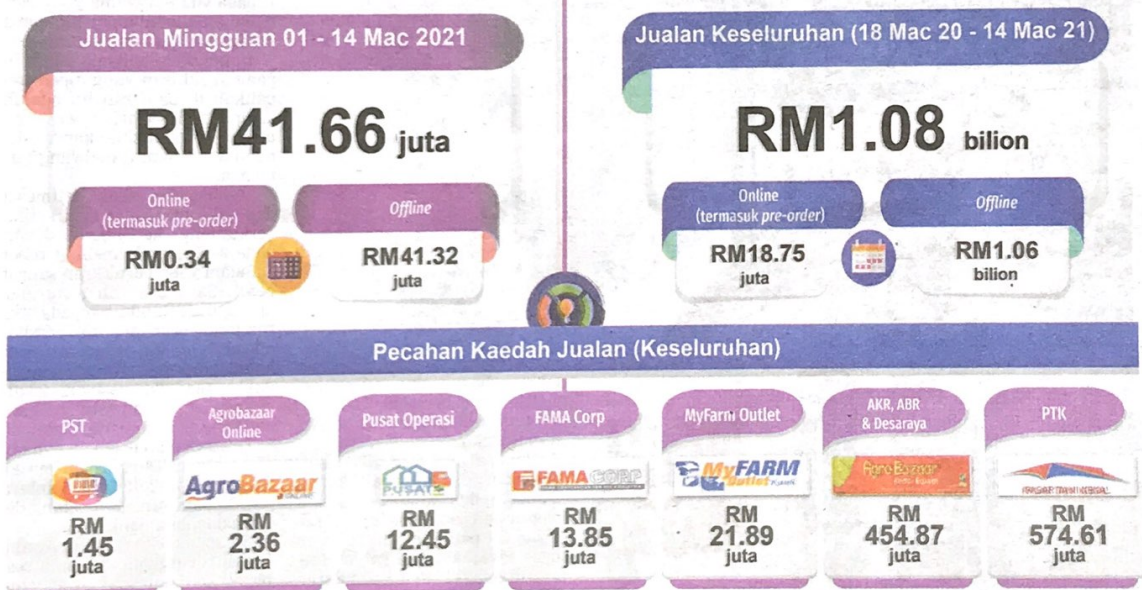 Jualan Mingguan 01 - 14 Mac 2021
RM41.66 juta
Online
(termasuk pre-order)
RM0.34
juta
Offline
RM41.32
juta
Jualan Keseluruhan (18 Mac 20 - 14 Mac 21)
RM1.08 bilion
Online
(termasuk pre-order)
RM18.75
juta
Offline
RM1.06
bilion
Pecahan Kaedah Jualan (Keseluruhan)
PST
RM
1.45
juta
Agrobazaar
Online
AgroBazaar
ONLINE
RM
2.36
juta
Pusat Operasi
PUSAT
RM
12.45
juta
FAMA Corp
FAMA CORP
RM
13.85
juta
MyFarm Outlet
MyFARM
Outlet
RM
21.89
juta
AKR, ABR
& Desaraya
Agro Bazaar
RM
454.87
juta
PTK
RM
574.61
juta